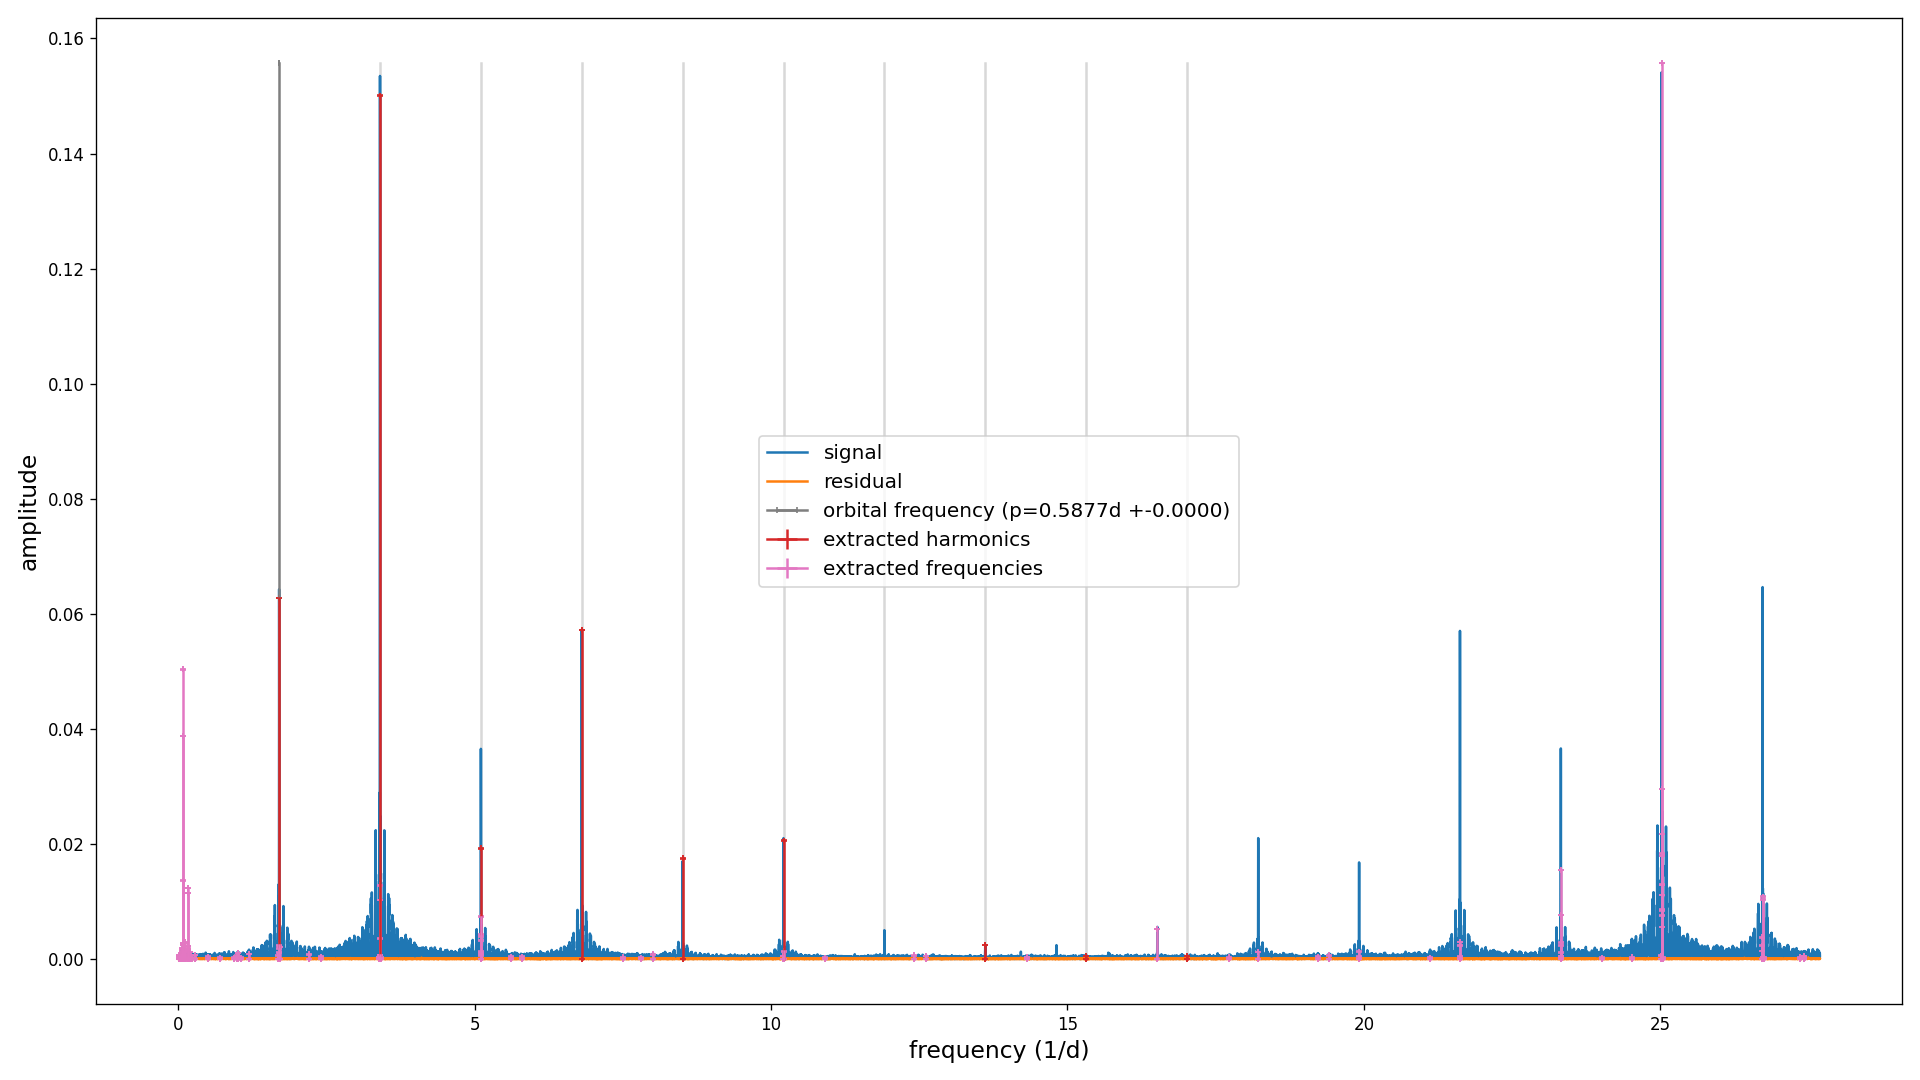 0.16
0.14
0.12
0.10
0.08
0.06
0.04
0.02
0.00
amplitude
signal
residual
orbital frequency (p=0.5877d +-0.0000)
extracted harmonics
extracted frequencies
0 5 10 15 20 25
frequency (1/d)